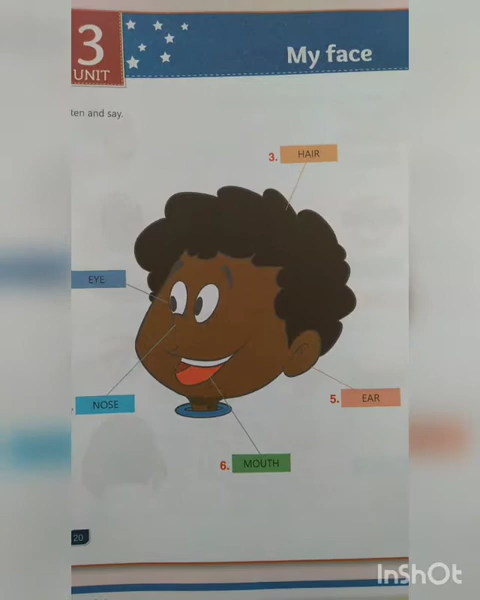 3
UNIT
My face
ten and say.
3. HAIR
EYE
NOSE
5. EAR
6. MOUTH
20
InShOt